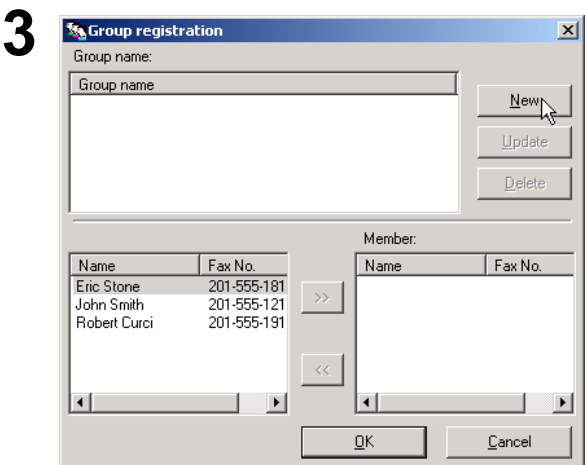 3
Group registration
Group name:
Group name
New
Update
Delete
Member:
Name Fax No.
Eric Stone 201-555-181
John Smith 201-555-121
Robert Curci 201-555-191
>>
<<
Name Fax No.
OK Cancel